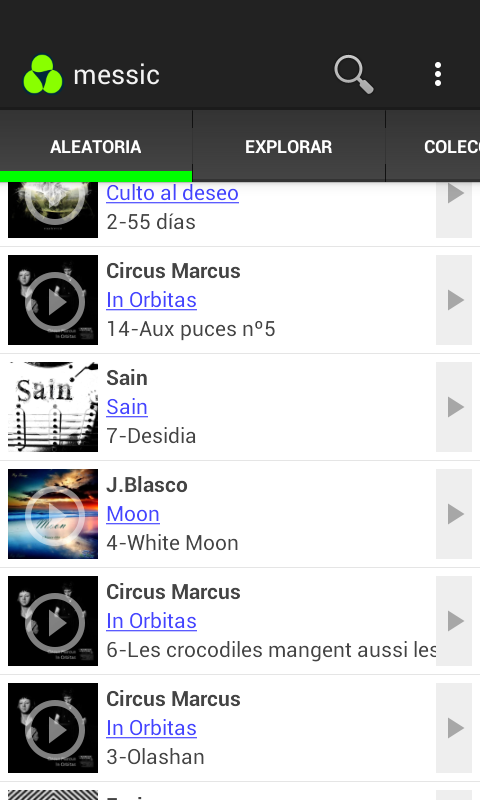 messic
ALEATORIA
EXPLORAR
COLEC
Culto al deseo
2-55 días
Circus Marcus
In Orbitas
14-Aux puces nº5
Sain
Sain
Sain
7-Desidia
J.Blasco
Moon
Moon
4-White Moon
Circus Marcus
In Orbitas
6-Les crocodiles mangent aussi les
Circus Marcus
In Orbitas
3-Olashan